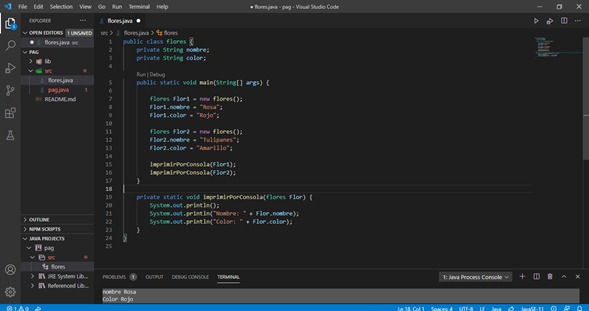 File Edit Selection View Go Run Terminal Help
● flores.java - pag - Visual Studio Code
EXPLORER
OPEN EDITORS 1 UNSAVED
flores.java src
PAG
lib
src
flores.java
pag.java 1
README.md
OUTLINE
NPM SCRIPTS
JAVA PROJECTS
pag
src
flores
JRE System Lib...
Referenced Lib...
flores.java ●
src > flores.java > flores
1 public class flores {
2 private String nombre;
3 private String color;
4
Run | Debug
5 public static void main(String[] args) {
6
7 flores Flor1 = new flores();
8 Flor1.nombre = "Rosa";
9 Flor1.color = "Rojo";
10
11 flores Flor2 = new flores();
12 Flor2.nombre = "Tulipanes";
13 Flor2.color = "Amarillo";
14
15 imprimirPorConsola(Flor1);
16 imprimirPorConsola(Flor2);
17 }
18
19 private static void imprimirPorConsola(flores Flor) {
20 System.out.println();
21 System.out.println("Nombre: " + Flor.nombre);
22 System.out.println("Color: " + Flor.color);
23 }
24 }
25
PROBLEMS 1 OUTPUT DEBUG CONSOLE TERMINAL
1: Java Process Console
nombre Rosa
Color Rojo
1 0 Ln 18, Col 1 Spaces: 4 UTF-8 LF Java JavaSE-11